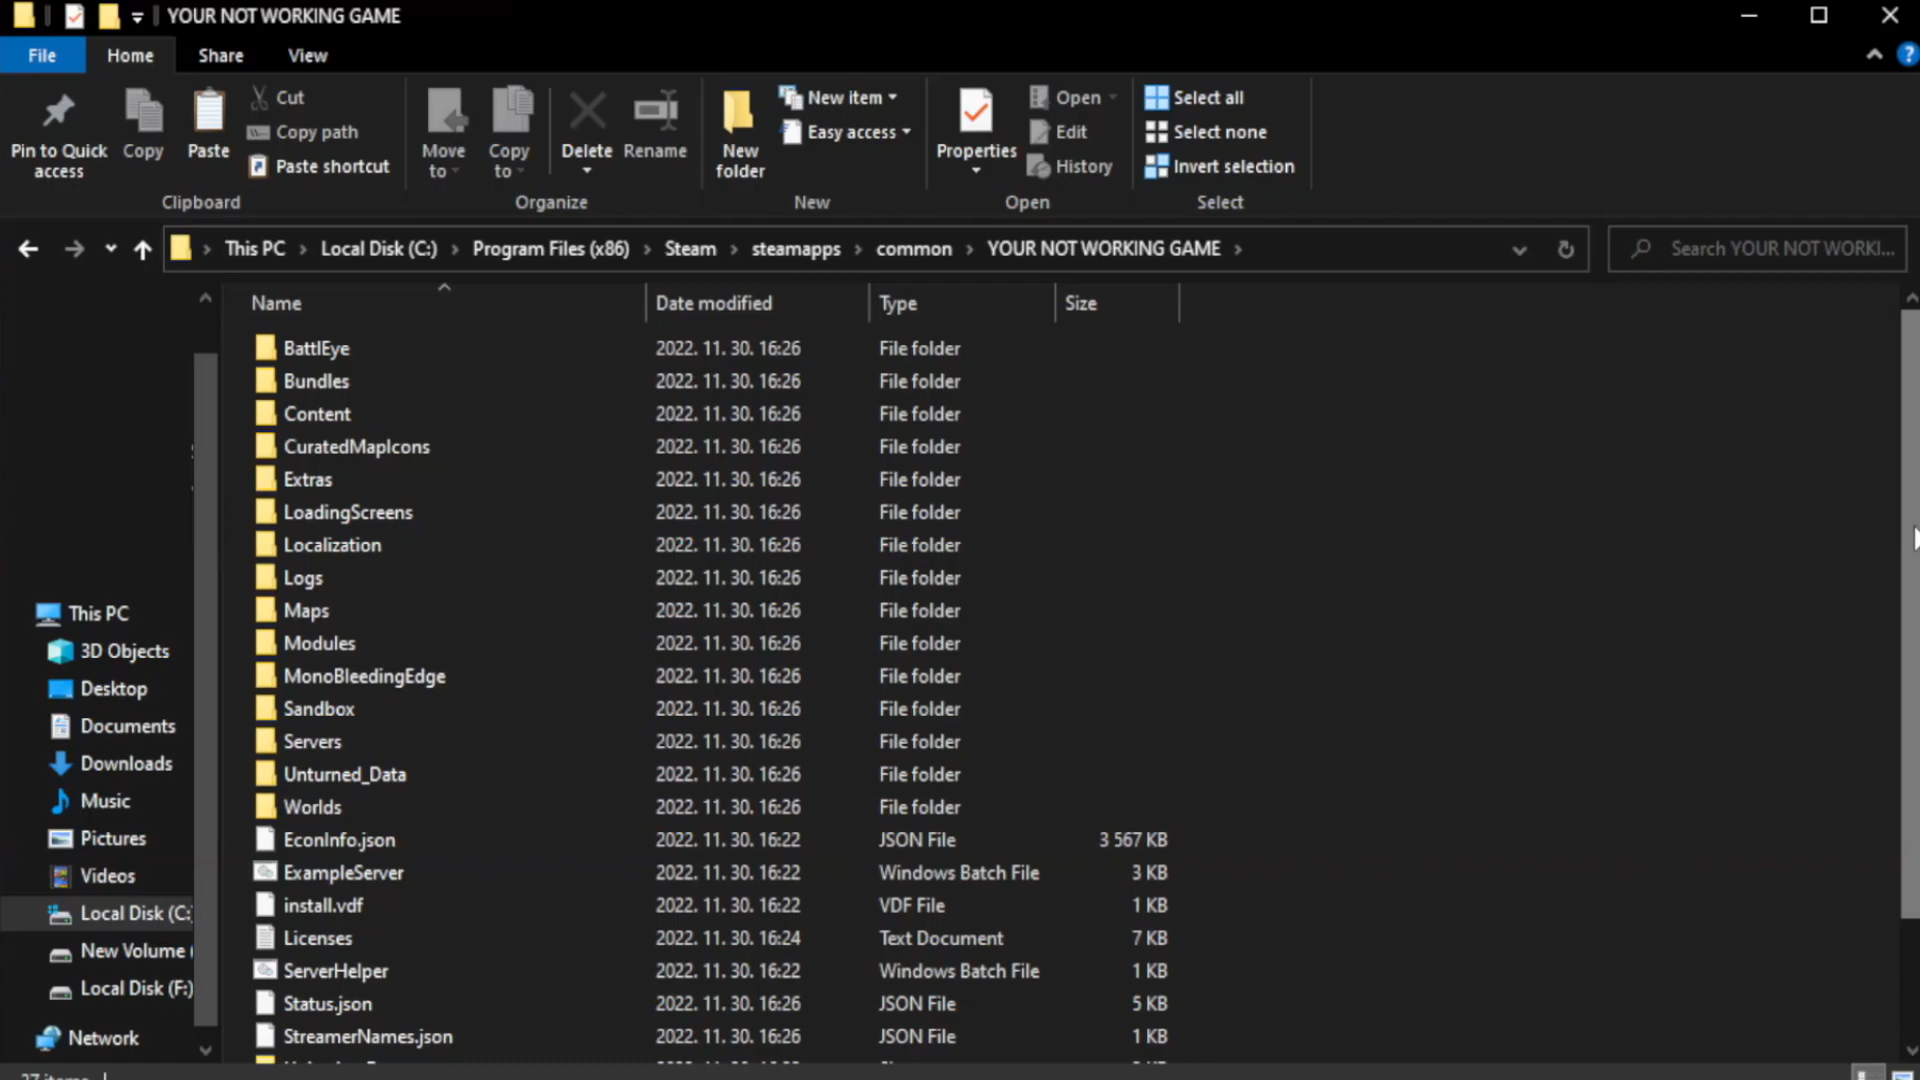 YOUR NOT WORKING GAME
File Home Share View
Pin to Quick access
Copy
Paste
Cut
Copy path
Paste shortcut
Clipboard
Move to
Copy to
Delete
Rename
Organize
New folder
New item
Easy access
New
Properties
Open
Edit
History
Open
Select all
Select none
Invert selection
Select
This PC › Local Disk (C:) › Program Files (x86) › Steam › steamapps › common › YOUR NOT WORKING GAME ›
Search YOUR NOT WORKI...
This PC
3D Objects
Desktop
Documents
Downloads
Music
Pictures
Videos
Local Disk (C:
New Volume (
Local Disk (F:)
Network
Name Date modified Type Size
BattlEye 2022. 11. 30. 16:26 File folder
Bundles 2022. 11. 30. 16:26 File folder
Content 2022. 11. 30. 16:26 File folder
CuratedMapIcons 2022. 11. 30. 16:26 File folder
Extras 2022. 11. 30. 16:26 File folder
LoadingScreens 2022. 11. 30. 16:26 File folder
Localization 2022. 11. 30. 16:26 File folder
Logs 2022. 11. 30. 16:26 File folder
Maps 2022. 11. 30. 16:26 File folder
Modules 2022. 11. 30. 16:26 File folder
MonoBleedingEdge 2022. 11. 30. 16:26 File folder
Sandbox 2022. 11. 30. 16:26 File folder
Servers 2022. 11. 30. 16:26 File folder
Unturned_Data 2022. 11. 30. 16:26 File folder
Worlds 2022. 11. 30. 16:26 File folder
EconInfo.json 2022. 11. 30. 16:22 JSON File 3 567 KB
ExampleServer 2022. 11. 30. 16:22 Windows Batch File 3 KB
install.vdf 2022. 11. 30. 16:22 VDF File 1 KB
Licenses 2022. 11. 30. 16:24 Text Document 7 KB
ServerHelper 2022. 11. 30. 16:22 Windows Batch File 1 KB
Status.json 2022. 11. 30. 16:26 JSON File 5 KB
StreamerNames.json 2022. 11. 30. 16:26 JSON File 1 KB